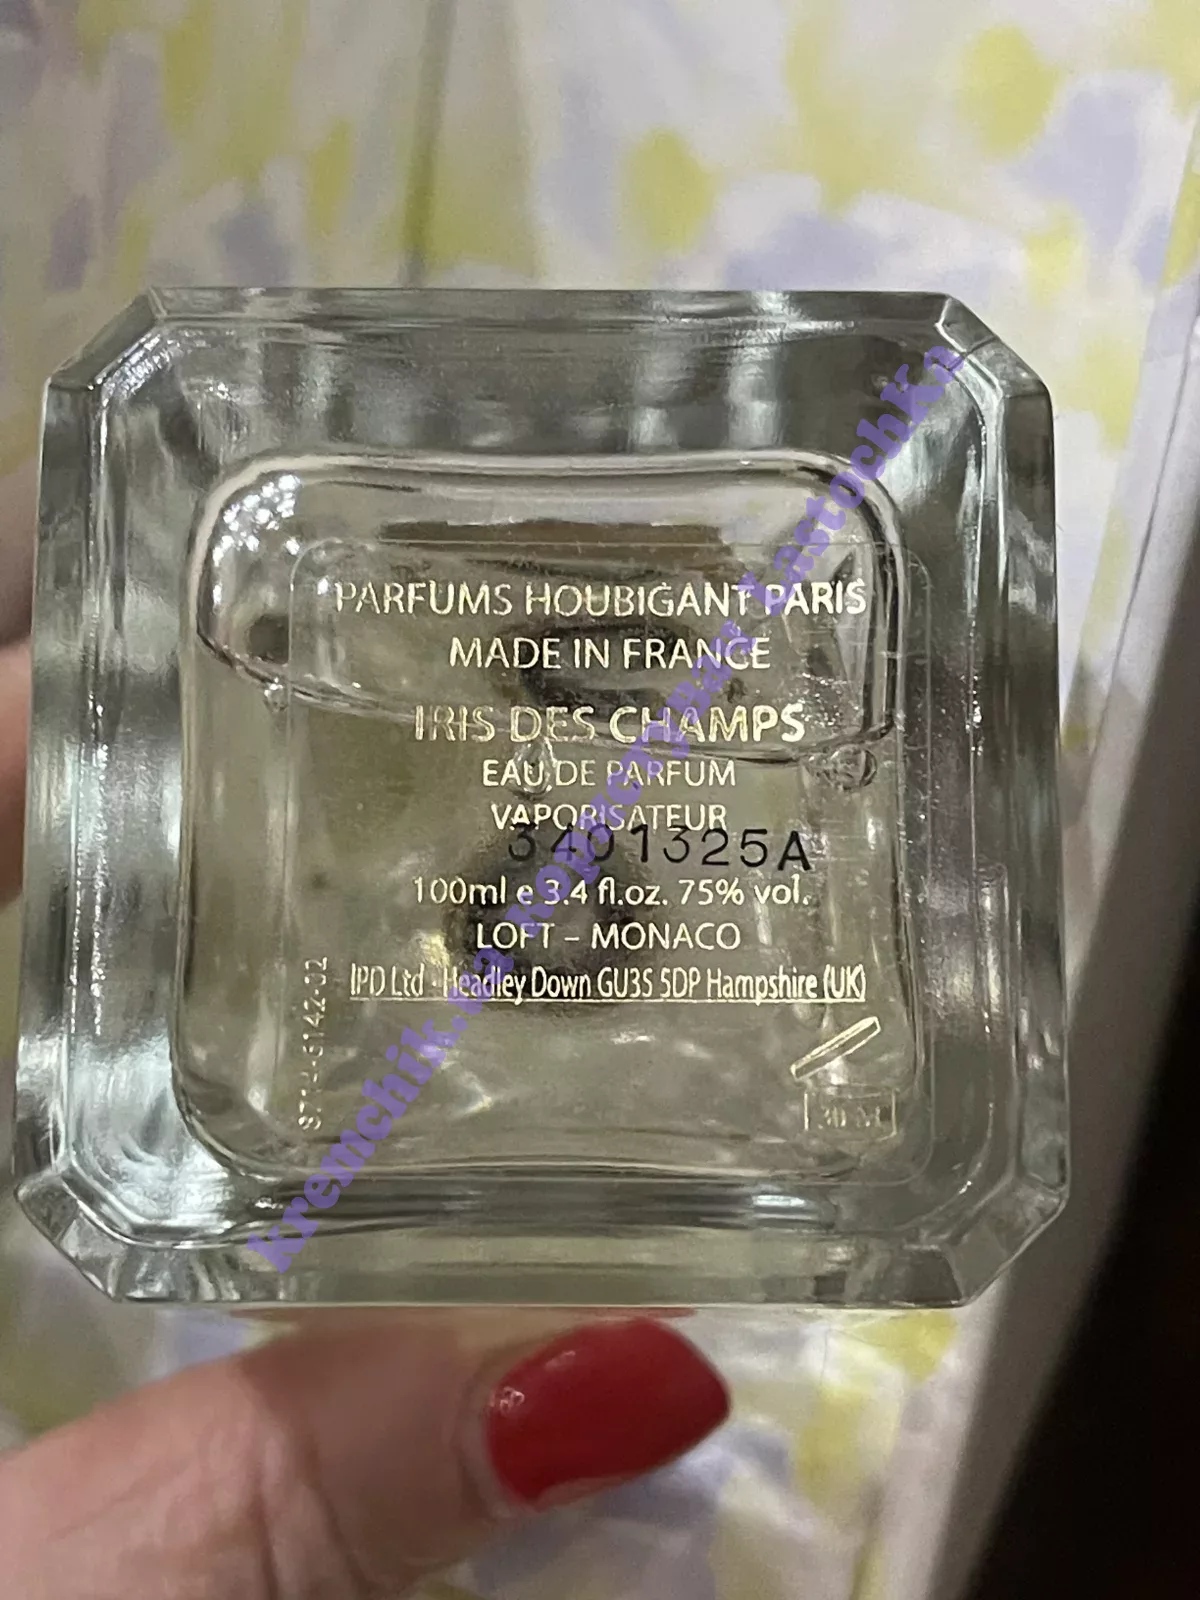 PARFUMS HOUBIGANT PARIS
MADE IN FRANCE
IRIS DES CHAMPS
EAU DE PARFUM
VAPORISATEUR
3401325A
100ml e 3.4 fl.oz. 75% vol.
LOFT – MONACO
IPD Ltd - Headley Down GU35 5DP Hampshire (UK)
30 M